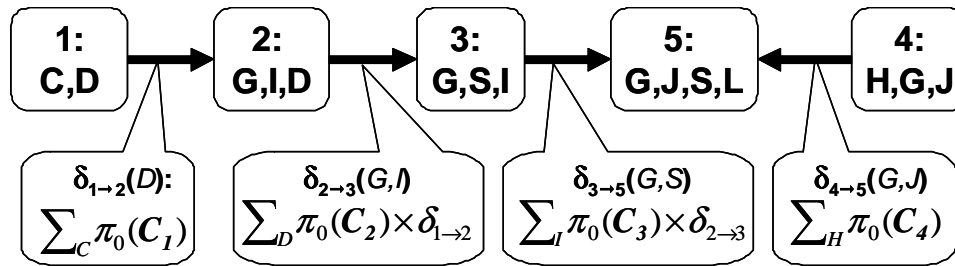 1: 2: 3: 5: 4:
C,D G,I,D G,S,I G,J,S,L H,G,J
δ1→2(D): δ2→3(G,I) δ3→5(G,S) δ4→5(G,J)
∑C π0(C1) ∑D π0(C2)×δ1→2 ∑I π0(C3)×δ2→3 ∑H π0(C4)